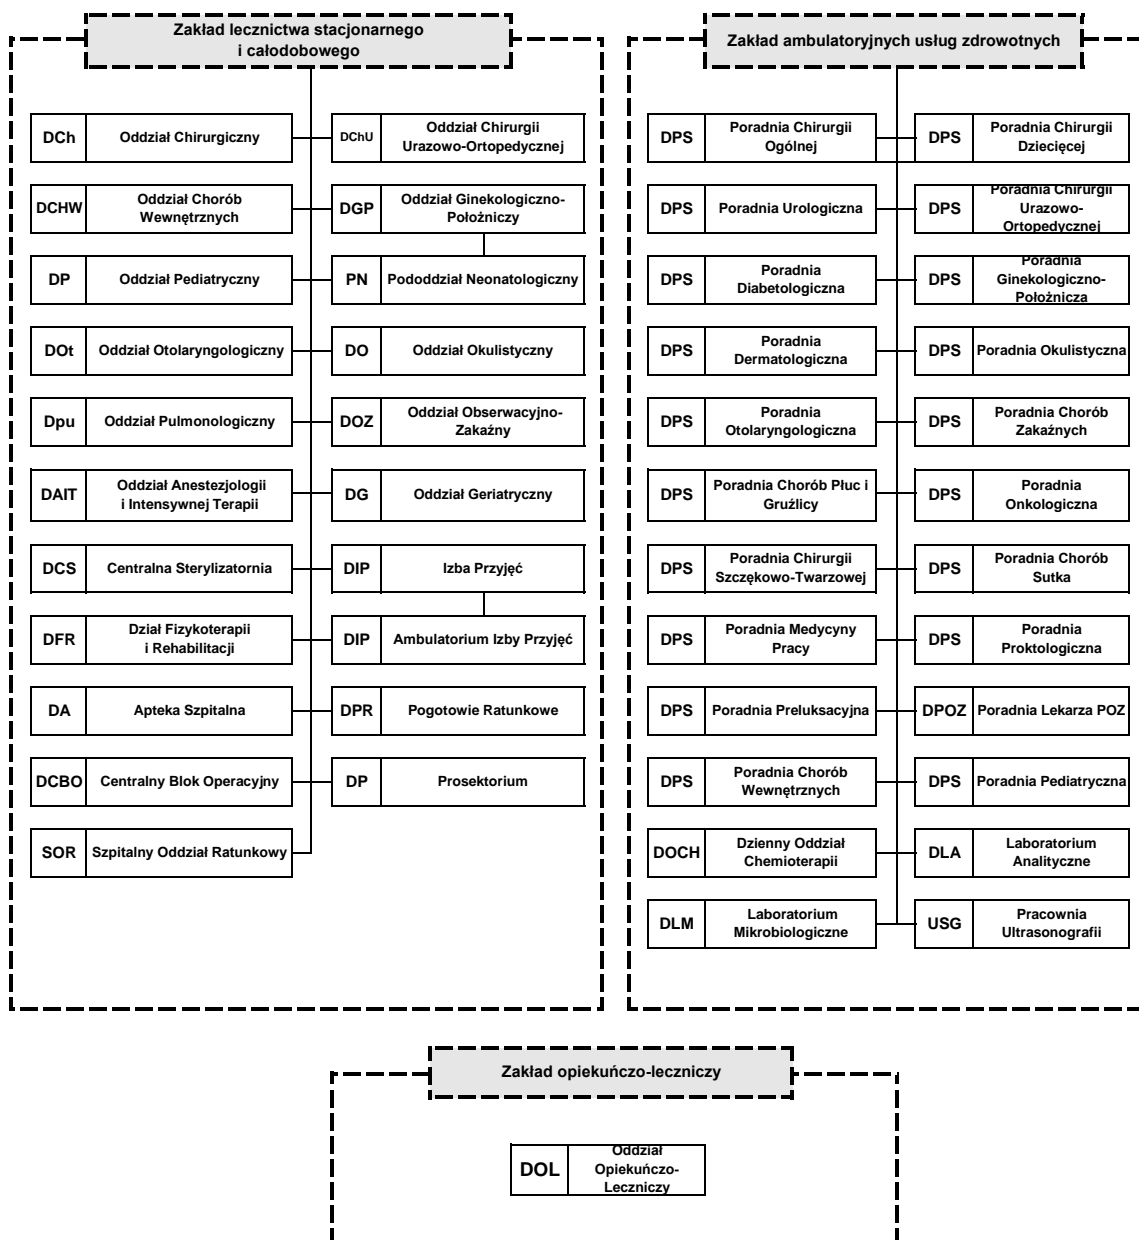 Zakład lecznictwa stacjonarnego
i całodobowego
DCh
Oddział Chirurgiczny
DChU
Oddział Chirurgii
Urazowo-Ortopedycznej
DCHW
Oddział Chorób
Wewnętrznych
DGP
Oddział Ginekologiczno-
Położniczy
DP
Oddział Pediatryczny
PN
Pododdział Neonatologiczny
DOt
Oddział Otolaryngologiczny
DO
Oddział Okulistyczny
Dpu
Oddział Pulmonologiczny
DOZ
Oddział Obserwacyjno-
Zakaźny
DAIT
Oddział Anestezjologii
i Intensywnej Terapii
DG
Oddział Geriatryczny
DCS
Centralna Sterylizatornia
DIP
Izba Przyjęć
DFR
Dział Fizykoterapii
i Rehabilitacji
DIP
Ambulatorium Izby Przyjęć
DA
Apteka Szpitalna
DPR
Pogotowie Ratunkowe
DCBO
Centralny Blok Operacyjny
DP
Prosektorium
SOR
Szpitalny Oddział Ratunkowy
Zakład ambulatoryjnych usług zdrowotnych
DPS
Poradnia Chirurgii
Ogólnej
DPS
Poradnia Chirurgii
Dziecięcej
DPS
Poradnia Urologiczna
DPS
Poradnia Chirurgii
Urazowo-
Ortopedycznej
DPS
Poradnia
Diabetologiczna
DPS
Poradnia
Ginekologiczno-
Położnicza
DPS
Poradnia
Dermatologiczna
DPS
Poradnia Okulistyczna
DPS
Poradnia
Otolaryngologiczna
DPS
Poradnia Chorób
Zakaźnych
DPS
Poradnia Chorób Płuc i
Gruźlicy
DPS
Poradnia
Onkologiczna
DPS
Poradnia Chirurgii
Szczękowo-Twarzowej
DPS
Poradnia Chorób
Sutka
DPS
Poradnia Medycyny
Pracy
DPS
Poradnia
Proktologiczna
DPS
Poradnia Preluksacyjna
DPOZ
Poradnia Lekarza POZ
DPS
Poradnia Chorób
Wewnętrznych
DPS
Poradnia Pediatryczna
DOCH
Dzienny Oddział
Chemioterapii
DLA
Laboratorium
Analityczne
DLM
Laboratorium
Mikrobiologiczne
USG
Pracownia
Ultrasonografii
Zakład opiekuńczo-leczniczy
DOL
Oddział
Opiekuńczo-
Leczniczy